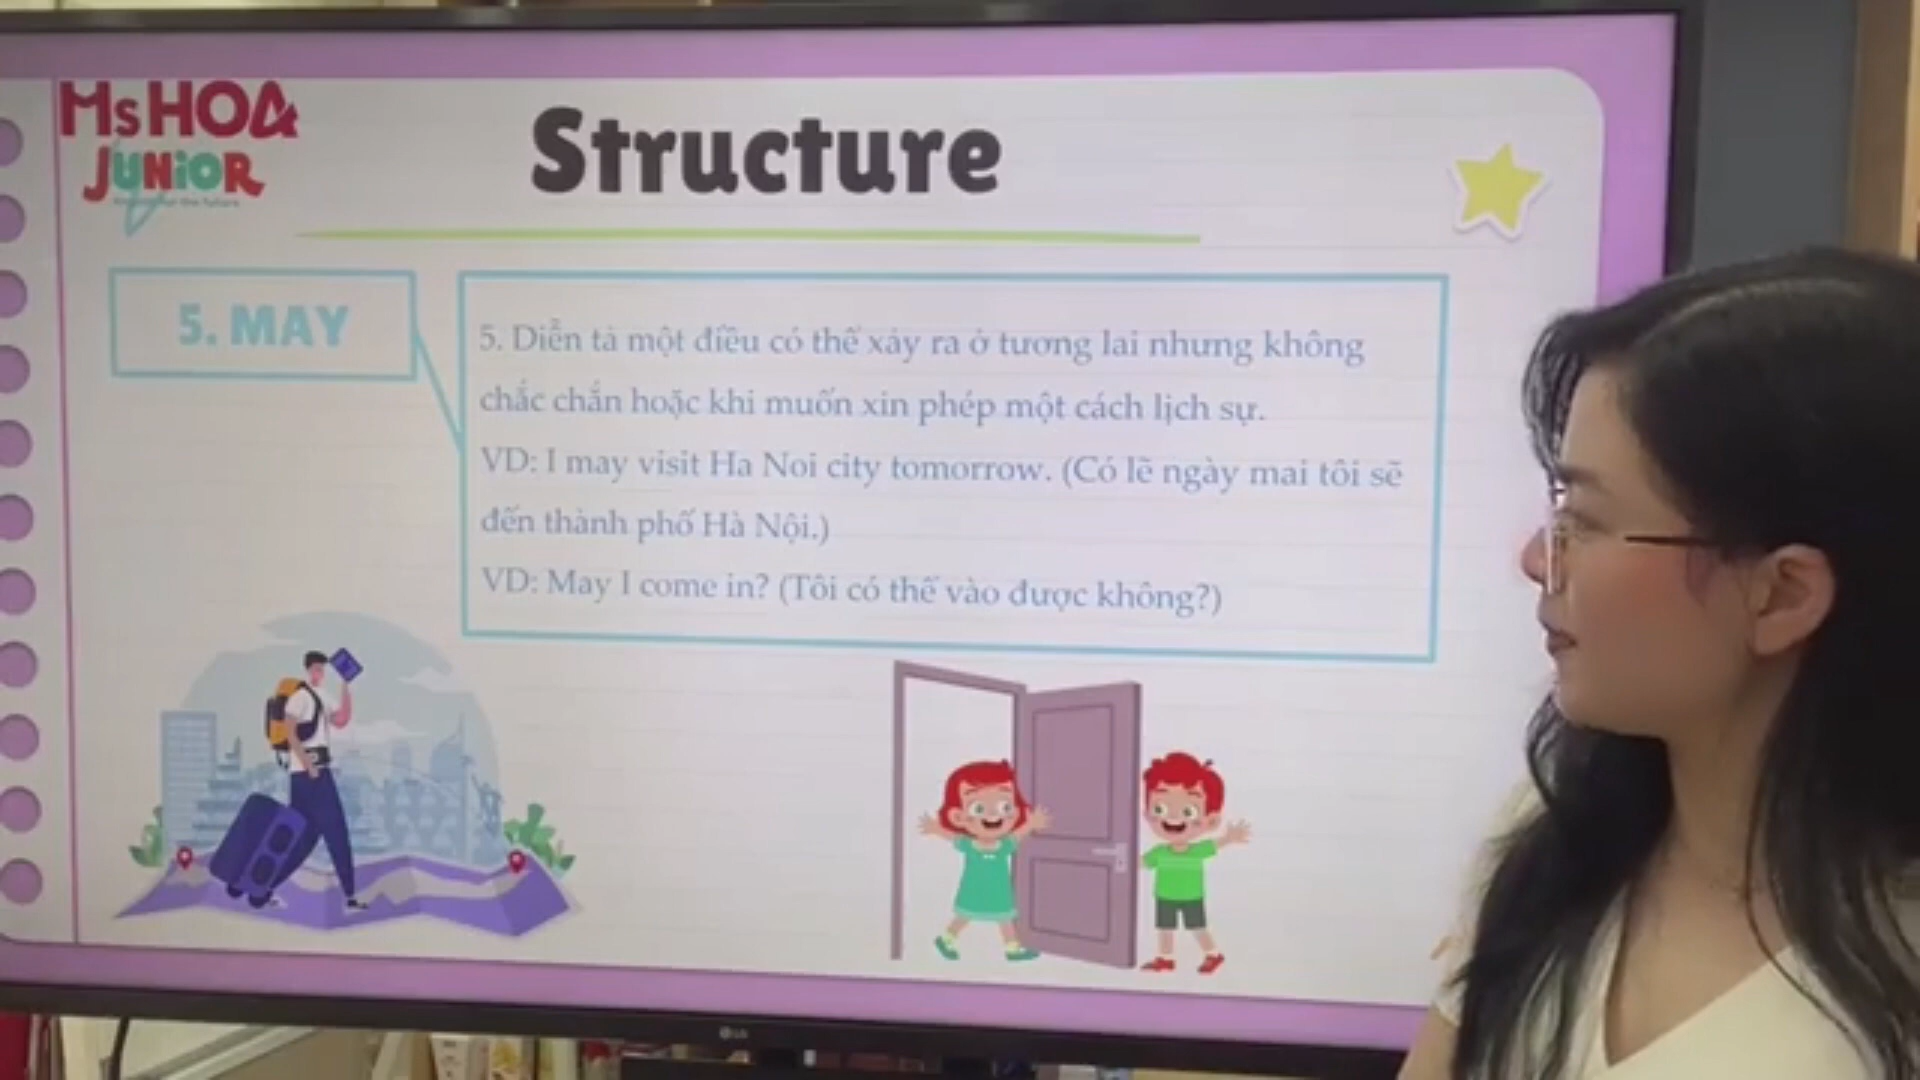 Ms HOA
JUNiOR
Structure
5. MAY
5. Diễn tả một điều có thể xảy ra ở tương lai nhưng không
chắc chắn hoặc khi muốn xin phép một cách lịch sự.
VD: I may visit Ha Noi city tomorrow. (Có lẽ ngày mai tôi sẽ
đến thành phố Hà Nội.)
VD: May I come in? (Tôi có thể vào được không?)
LG